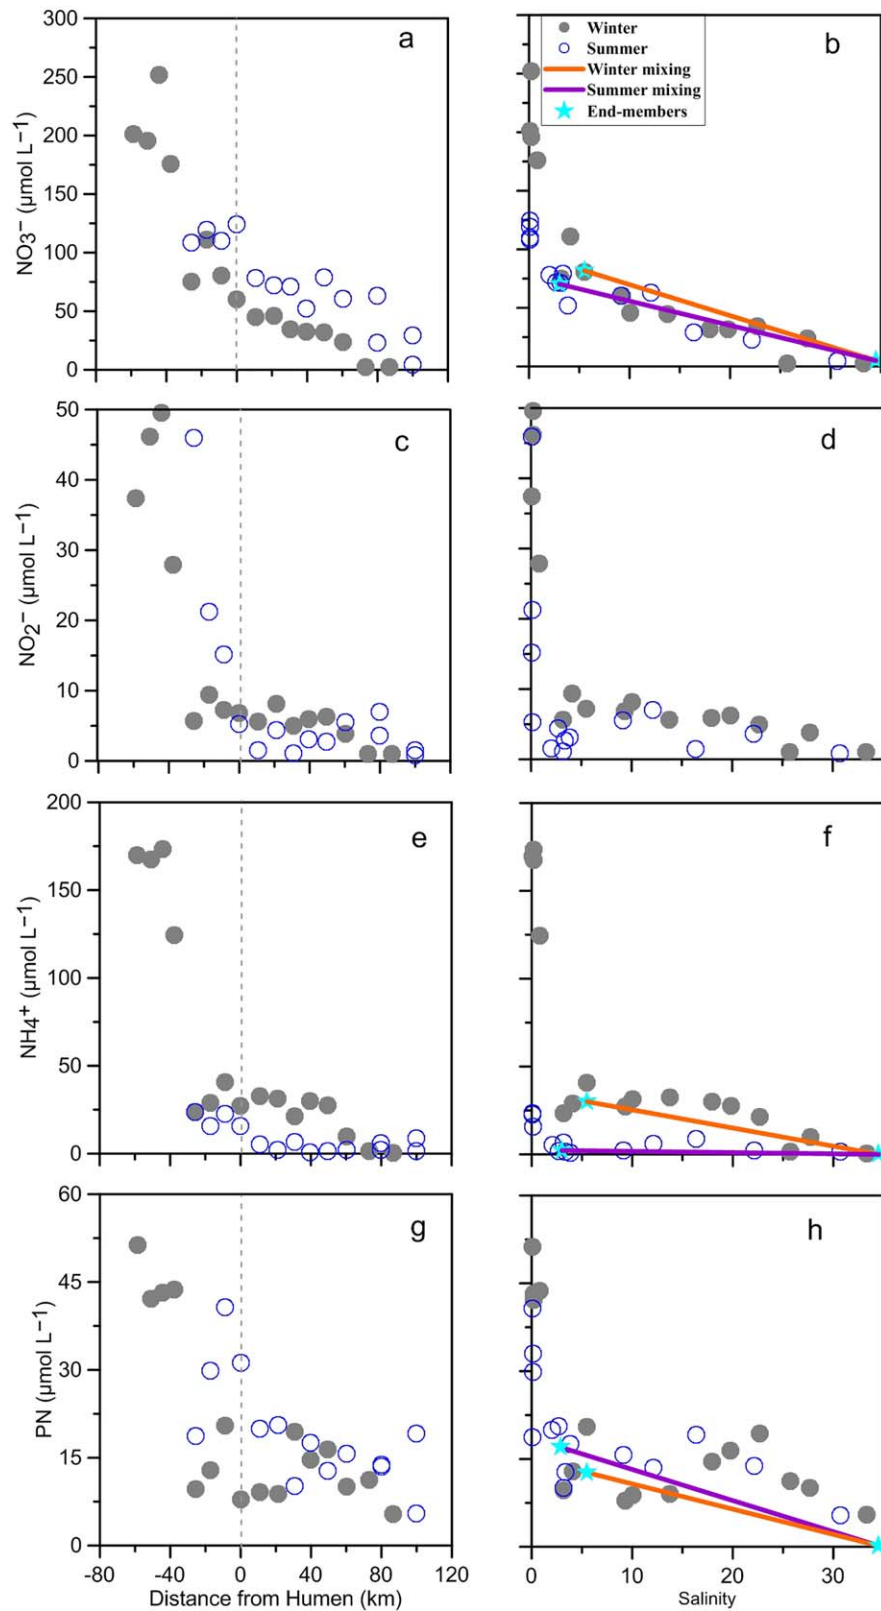 a
300
250
200
150
100
50
0
NO3− (µmol L−1)
b
Winter
Summer
Winter mixing
Summer mixing
End-members
c
50
40
30
20
10
0
NO2− (µmol L−1)
d
e
200
150
100
50
0
NH4+ (µmol L−1)
f
g
60
45
30
15
0
PN (µmol L−1)
-80 -40 0 40 80 120
Distance from Humen (km)
h
0 10 20 30
Salinity